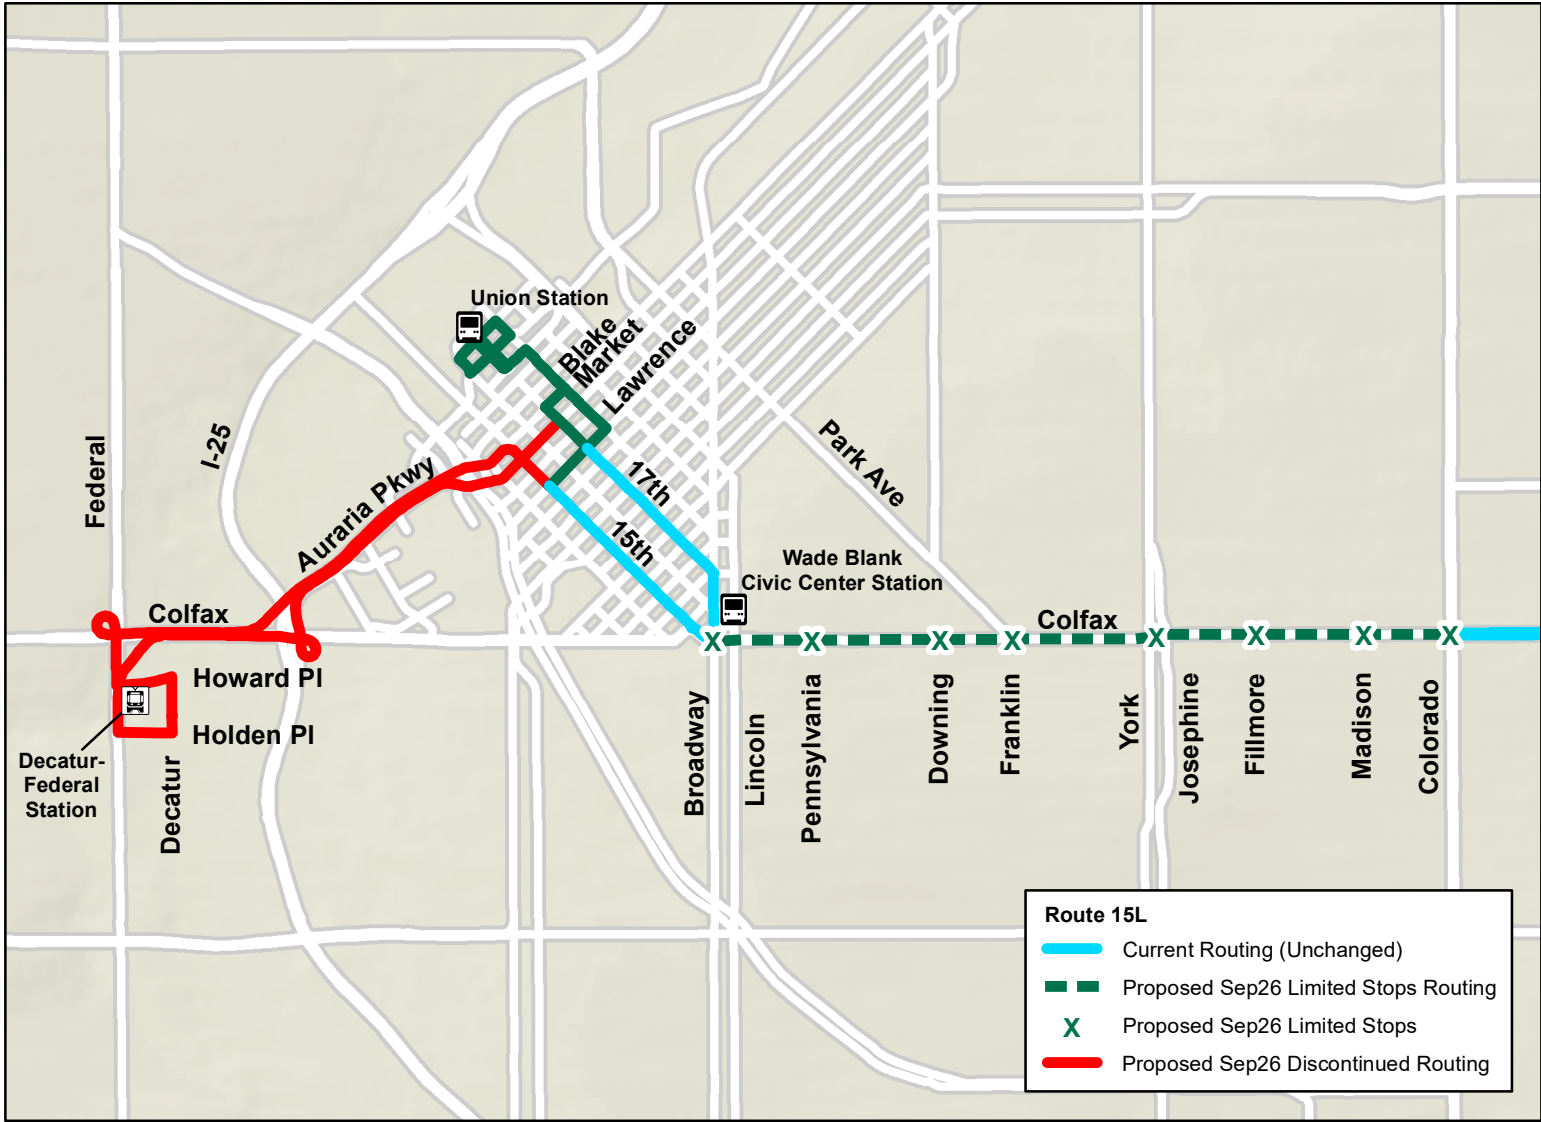 Union Station
Blake
Market
Lawrence
I-25
Federal
Auraria Pkwy
17th
15th
Park Ave
Wade Blank
Civic Center Station
Colfax
Colfax
Howard Pl
Holden Pl
Decatur-
Federal
Station
Decatur
Broadway
Lincoln
Pennsylvania
Downing
Franklin
York
Josephine
Fillmore
Madison
Colorado
X X X X X X X X
Route 15L
Current Routing (Unchanged)
Proposed Sep26 Limited Stops Routing
X Proposed Sep26 Limited Stops
Proposed Sep26 Discontinued Routing